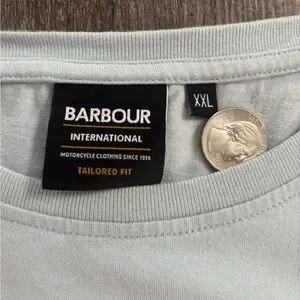 BARBOUR
INTERNATIONAL
MOTORCYCLE CLOTHING SINCE 1936
TAILORED FIT
XXL